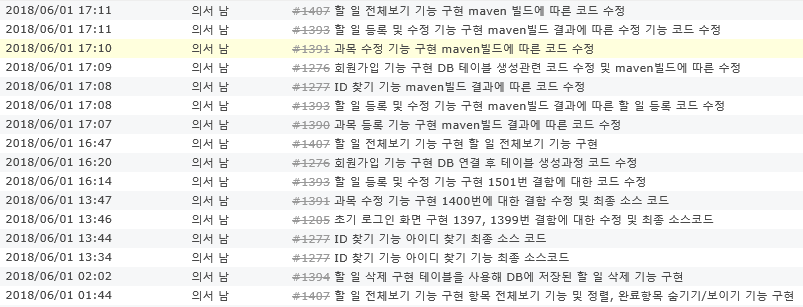 2018/06/01 17:11 의서 남 #1407 할 일 전체보기 기능 구현 maven 빌드에 따른 코드 수정
2018/06/01 17:11 의서 남 #1393 할 일 등록 및 수정 기능 구현 maven빌드 결과에 따른 수정 기능 코드 수정
2018/06/01 17:10 의서 남 #1391 과목 수정 기능 구현 maven빌드에 따른 코드 수정
2018/06/01 17:09 의서 남 #1276 회원가입 기능 구현 DB 테이블 생성관련 코드 수정 및 maven빌드에 따른 수정
2018/06/01 17:08 의서 남 #1277 ID 찾기 기능 maven빌드에 따른 코드 수정
2018/06/01 17:08 의서 남 #1393 할 일 등록 및 수정 기능 구현 maven빌드 결과에 따른 할 일 등록 코드 수정
2018/06/01 17:07 의서 남 #1390 과목 등록 기능 구현 maven빌드 결과에 따른 코드 수정
2018/06/01 16:47 의서 남 #1407 할 일 전체보기 기능 구현 할 일 전체보기 기능 구현
2018/06/01 16:20 의서 남 #1276 회원가입 기능 구현 DB 연결 후 테이블 생성과정 코드 수정
2018/06/01 16:14 의서 남 #1393 할 일 등록 및 수정 기능 구현 1501번 결함에 대한 코드 수정
2018/06/01 13:47 의서 남 #1391 과목 수정 기능 구현 1400번에 대한 결함 수정 및 최종 소스코드
2018/06/01 13:46 의서 남 #1205 초기 로그인 화면 구현 1397, 1399번 결함에 대한 수정 및 최종 소스코드
2018/06/01 13:44 의서 남 #1277 ID 찾기 기능 아이디 찾기 최종 소스 코드
2018/06/01 13:34 의서 남 #1277 ID 찾기 기능 아이디 찾기 기능 최종 소스코드
2018/06/01 02:02 의서 남 #1394 할 일 삭제 구현 테이블을 사용해 DB에 저장된 할 일 삭제 기능 구현
2018/06/01 01:44 의서 남 #1407 할 일 전체보기 기능 구현 항목 전체보기 기능 및 정렬, 완료항목 숨기기/보이기 기능 구현